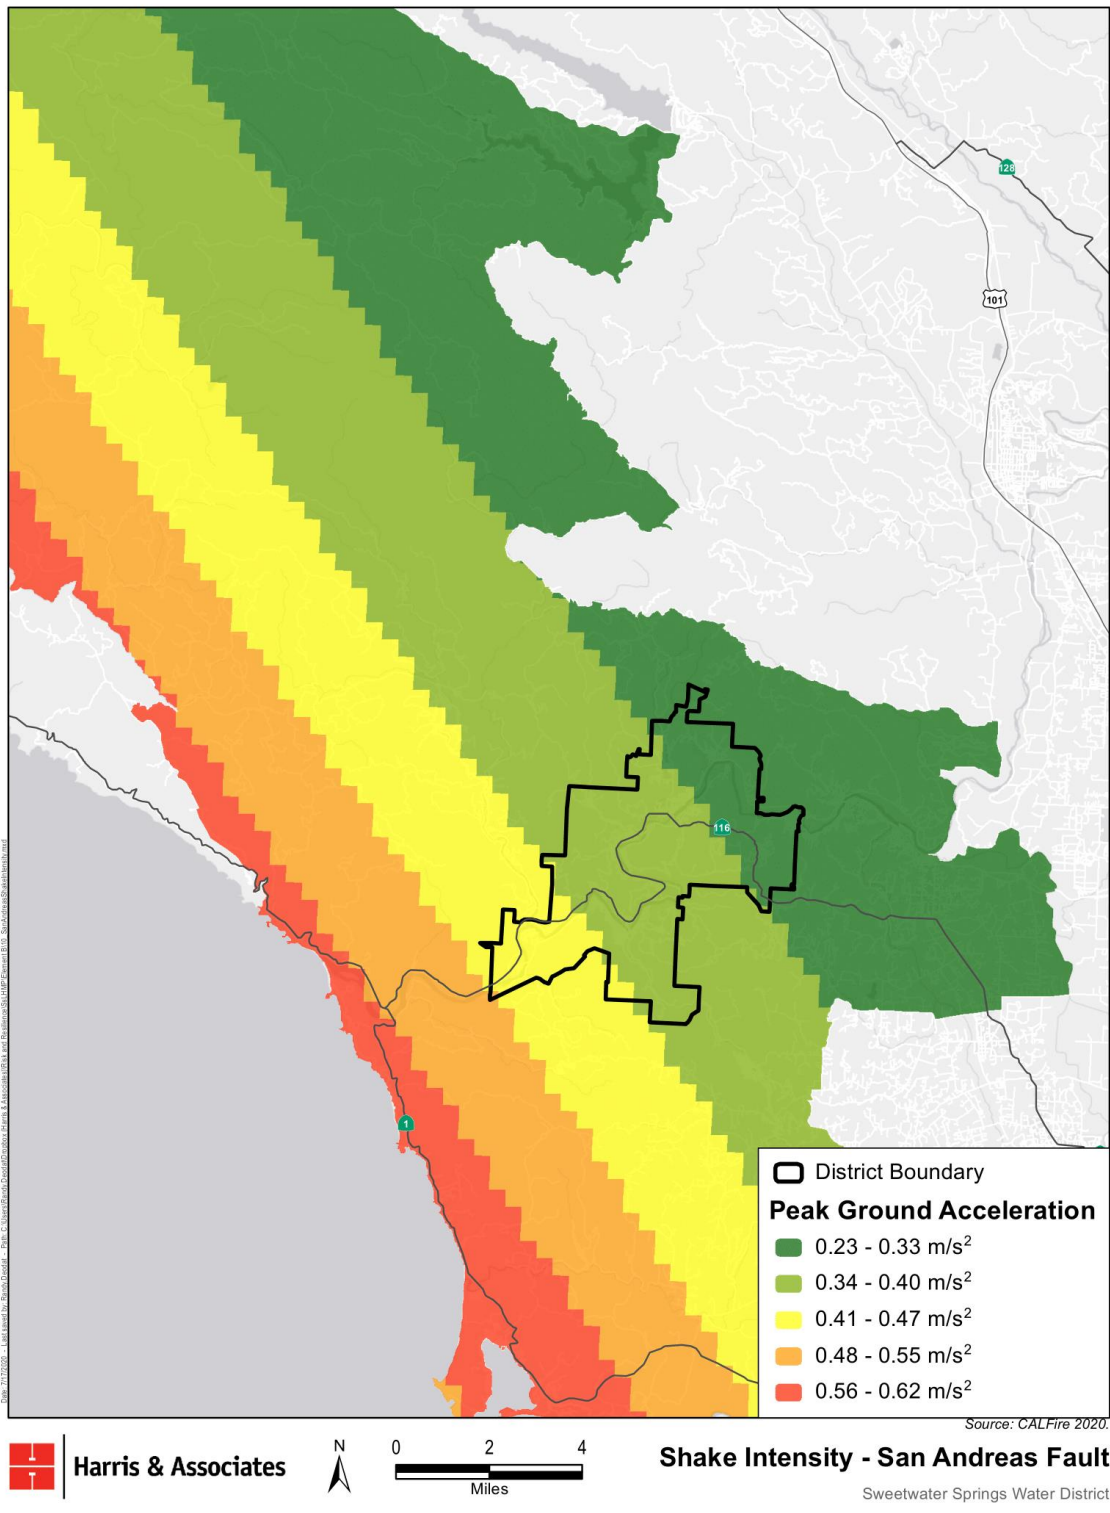 128
101
116
1
District Boundary
Peak Ground Acceleration
0.23 - 0.33 m/s²
0.34 - 0.40 m/s²
0.41 - 0.47 m/s²
0.48 - 0.55 m/s²
0.56 - 0.62 m/s²
Source: CALFire 2020.
Harris & Associates
N
0 2 4
Miles
Shake Intensity - San Andreas Fault
Sweetwater Springs Water District